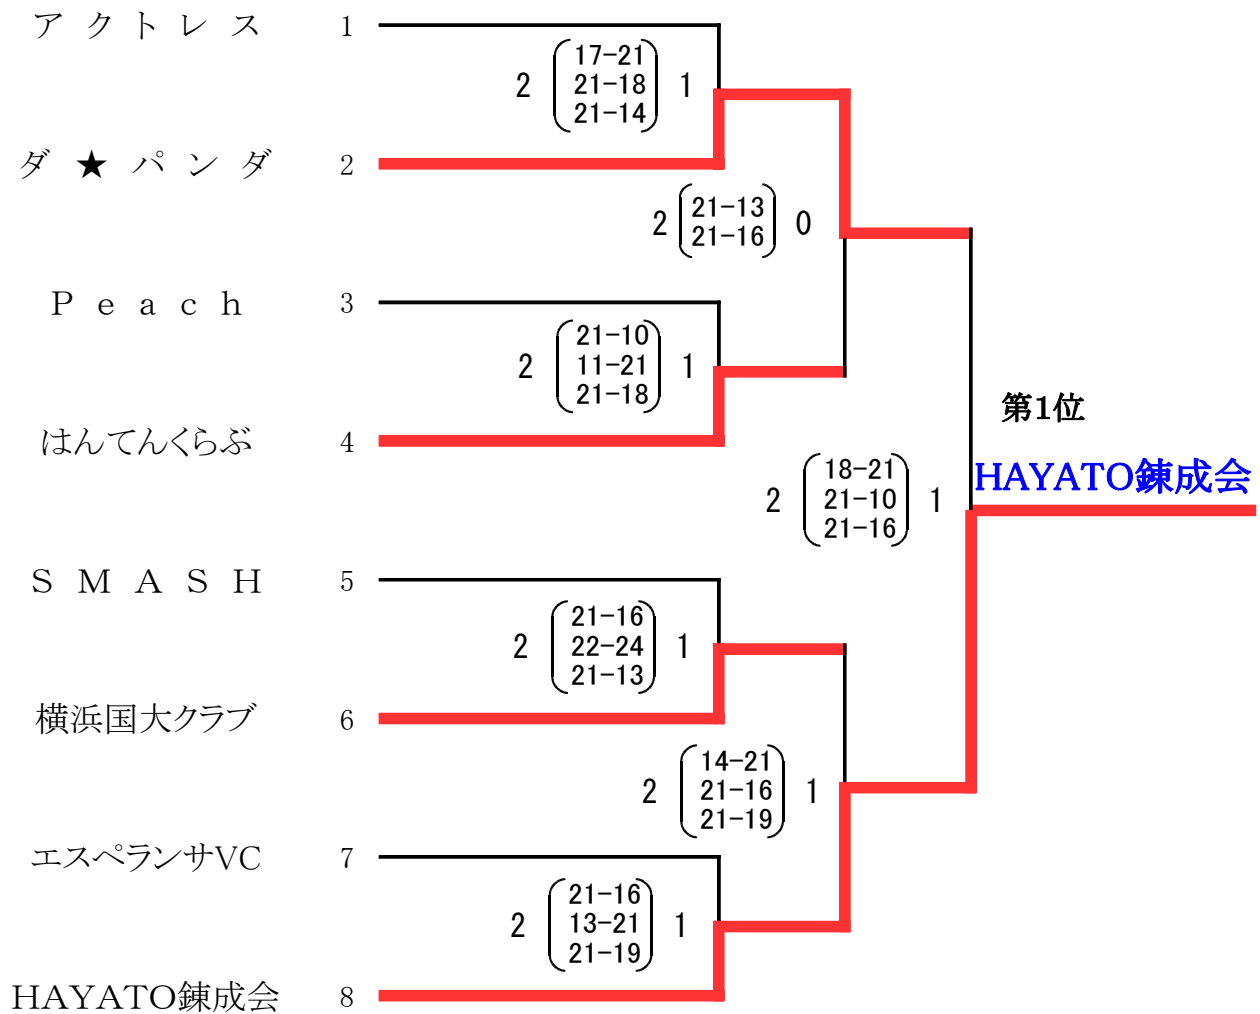 ア ク ト レ ス 1
17-21
2 21-18 1
21-14
ダ ★ パ ン ダ 2
21-13
2 0
21-16
P e a c h 3
21-10
2 11-21 1
21-18
第1位
はんてんくらぶ 4
HAYATO錬成会
18-21
2 21-10 1
21-16
S M A S H 5
21-16
2 22-24 1
21-13
横浜国大クラブ 6
14-21
2 21-16 1
21-19
エスペランサVC 7
21-16
2 13-21 1
21-19
HAYATO錬成会 8